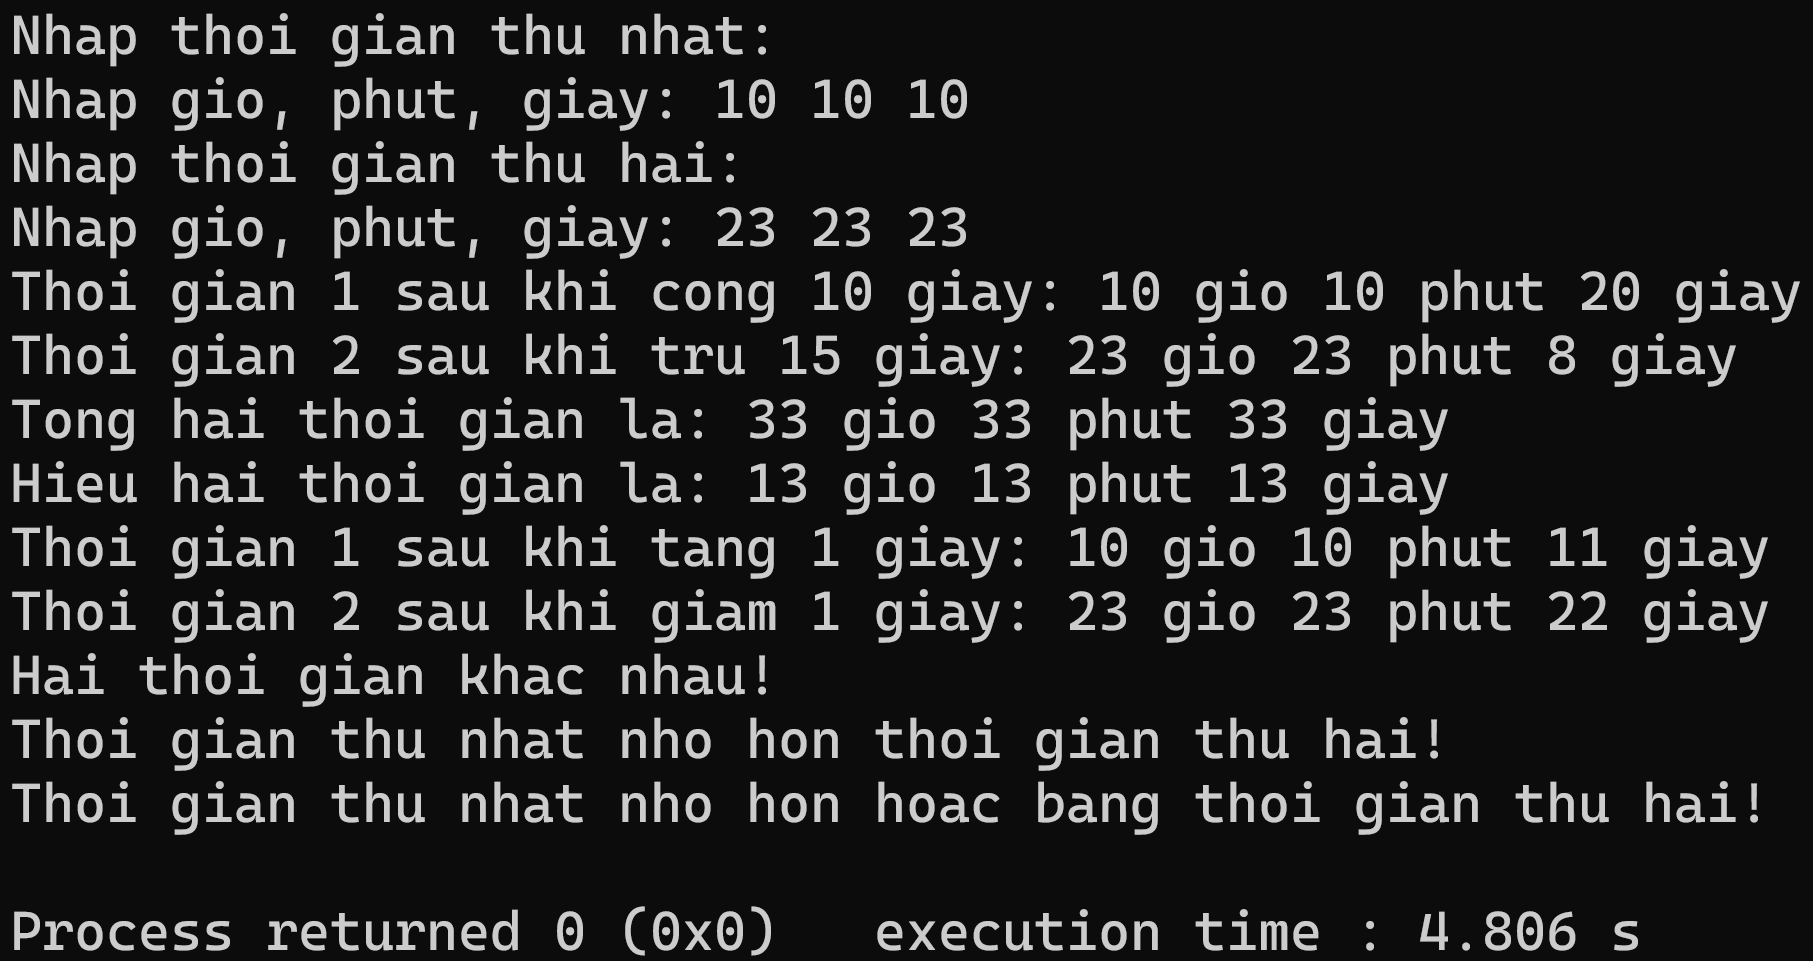 Nhap thoi gian thu nhat:
Nhap gio, phut, giay: 10 10 10
Nhap thoi gian thu hai:
Nhap gio, phut, giay: 23 23 23
Thoi gian 1 sau khi cong 10 giay: 10 gio 10 phut 20 giay
Thoi gian 2 sau khi tru 15 giay: 23 gio 23 phut 8 giay
Tong hai thoi gian la: 33 gio 33 phut 33 giay
Hieu hai thoi gian la: 13 gio 13 phut 13 giay
Thoi gian 1 sau khi tang 1 giay: 10 gio 10 phut 11 giay
Thoi gian 2 sau khi giam 1 giay: 23 gio 23 phut 22 giay
Hai thoi gian khac nhau!
Thoi gian thu nhat nho hon thoi gian thu hai!
Thoi gian thu nhat nho hon hoac bang thoi gian thu hai!
Process returned 0 (0x0)   execution time : 4.806 s